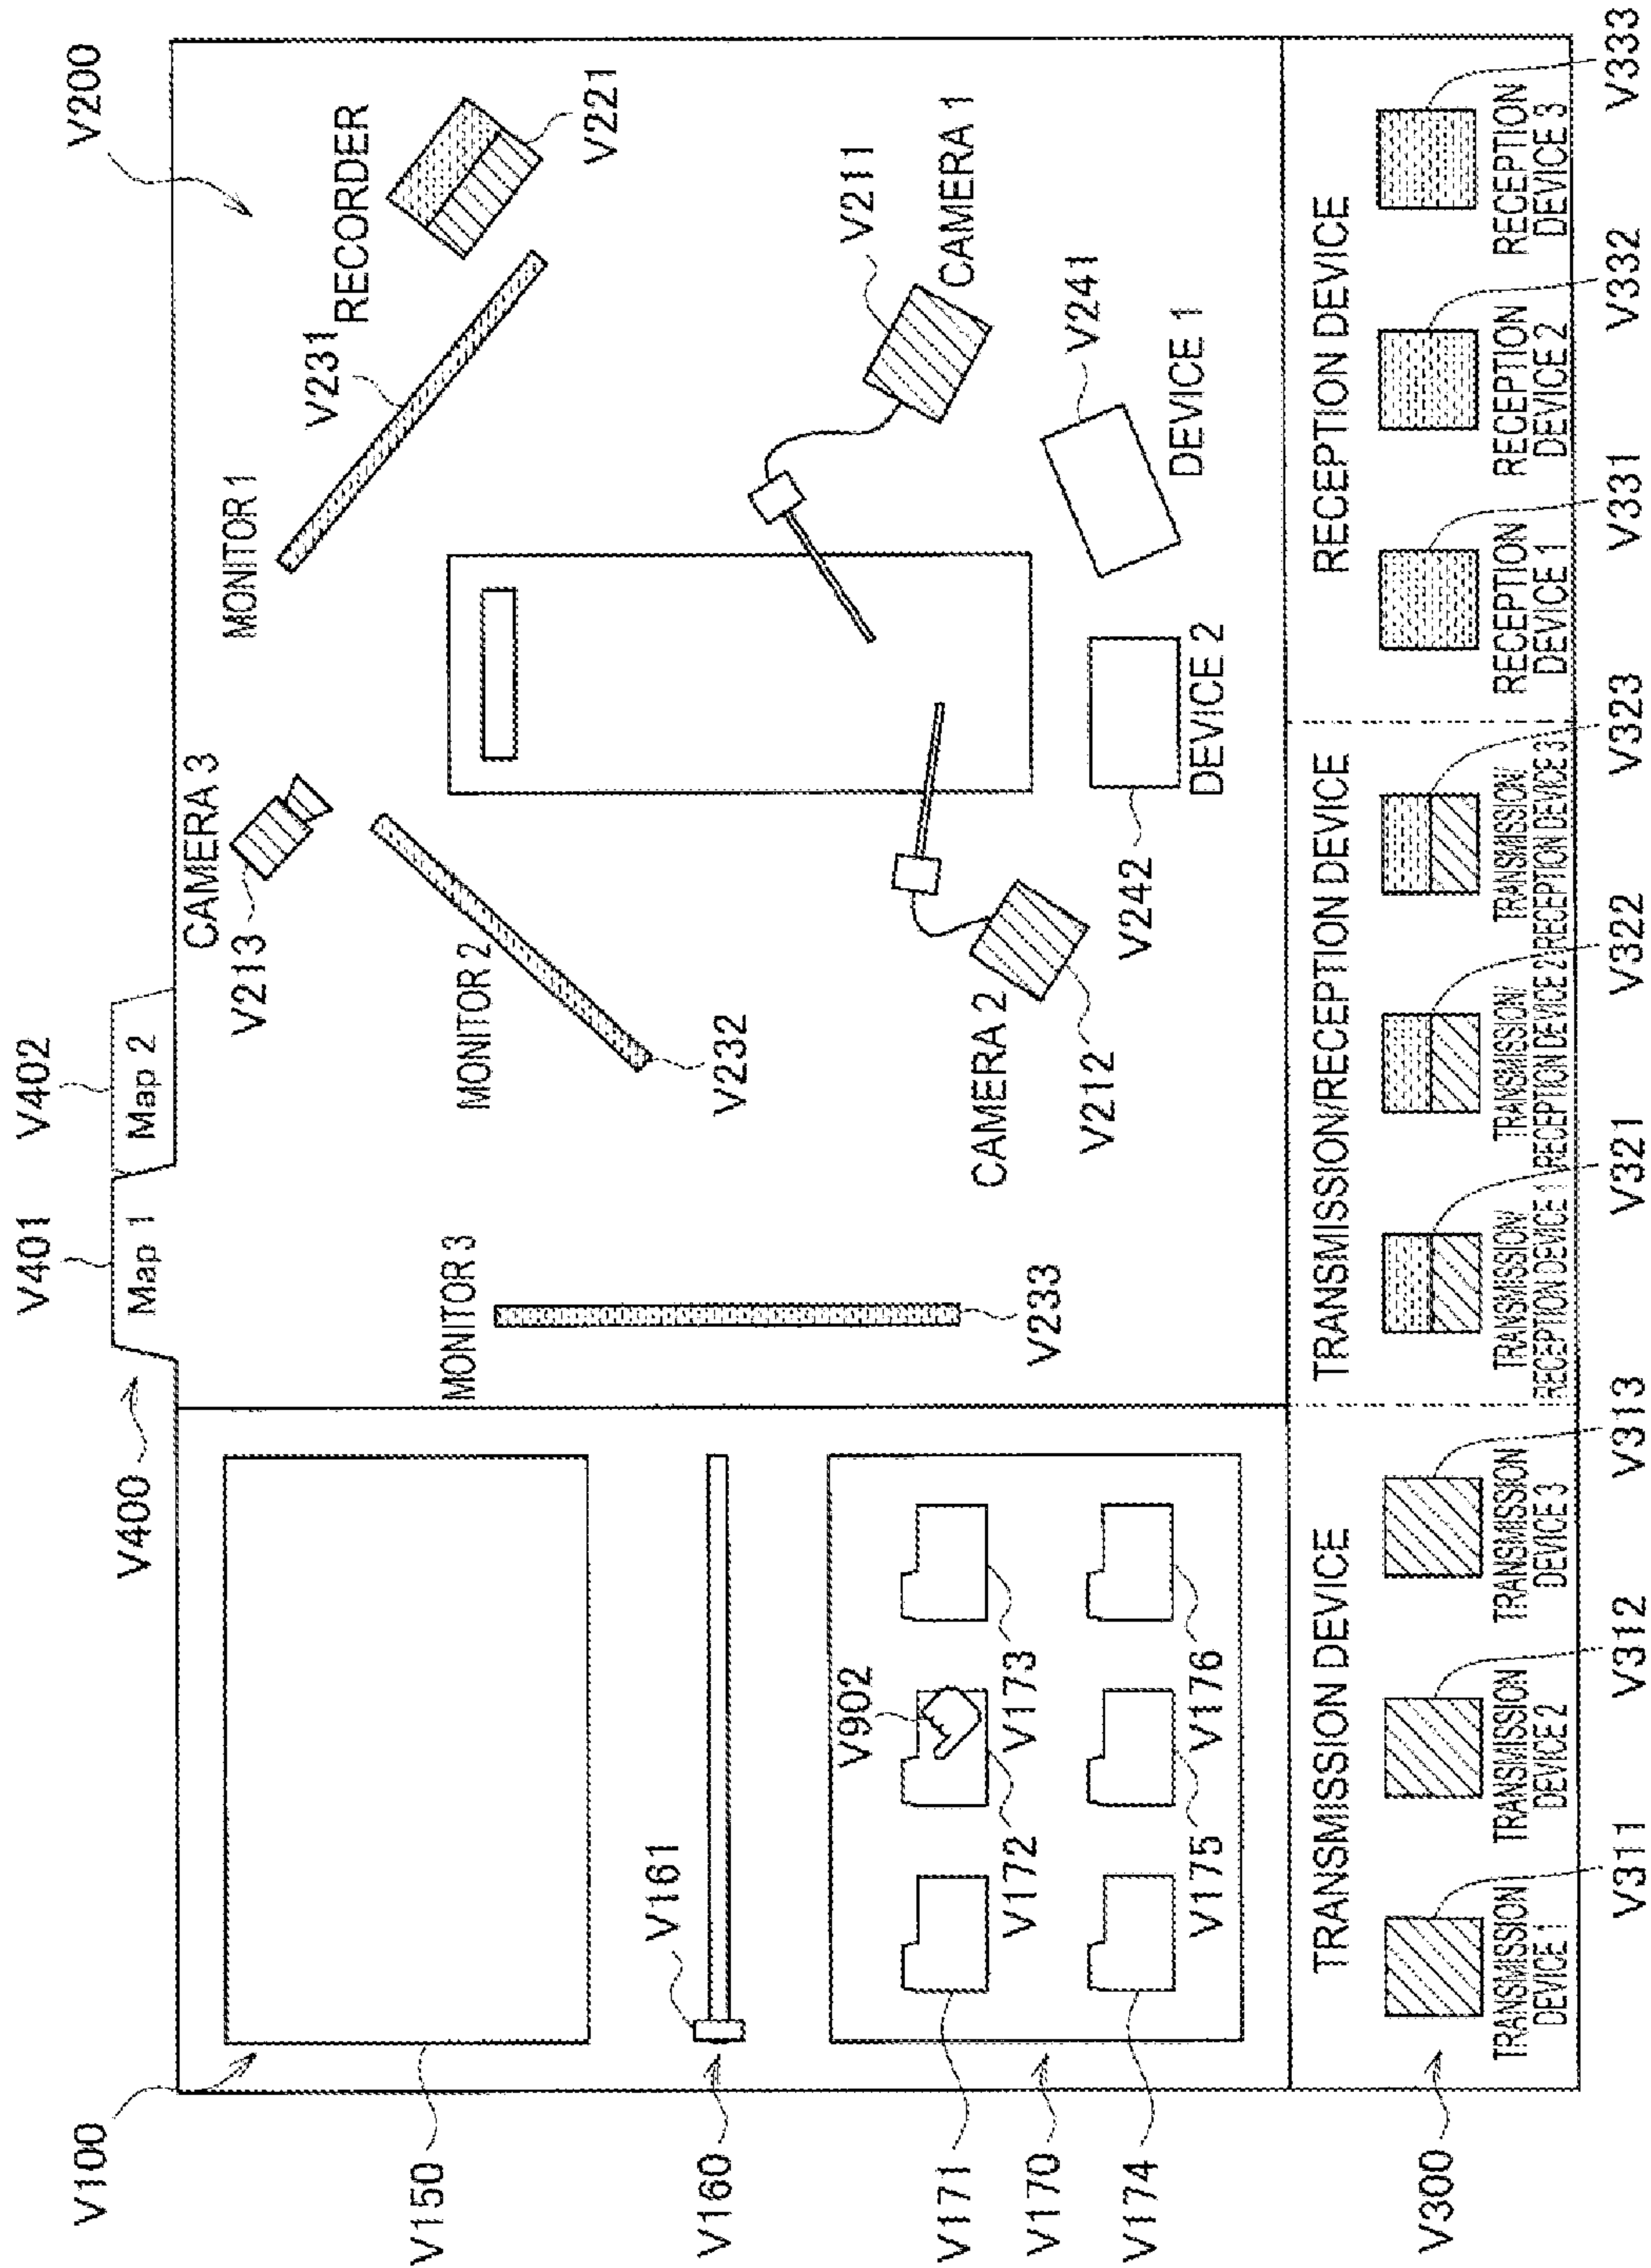 V401
V402
V400
Map 1
Map 2
V200
V100
V150
V160
V161
V170
V171
V172
V173
V174
V175
V176
V902
CAMERA 3
V213
MONITOR 1
V231
RECORDER
V221
MONITOR 2
V232
MONITOR 3
V233
V211
CAMERA 1
CAMERA 2
V212
V241
DEVICE 1
V242
DEVICE 2
V300
TRANSMISSION DEVICE
TRANSMISSION
DEVICE 1
TRANSMISSION
DEVICE 2
TRANSMISSION
DEVICE 3
V311
V312
V313
TRANSMISSION/RECEPTION DEVICE
TRANSMISSION/
RECEPTION DEVICE 1
TRANSMISSION/
RECEPTION DEVICE 2
TRANSMISSION/
RECEPTION DEVICE 3
V321
V322
V323
RECEPTION DEVICE
RECEPTION
DEVICE 1
RECEPTION
DEVICE 2
RECEPTION
DEVICE 3
V331
V332
V333